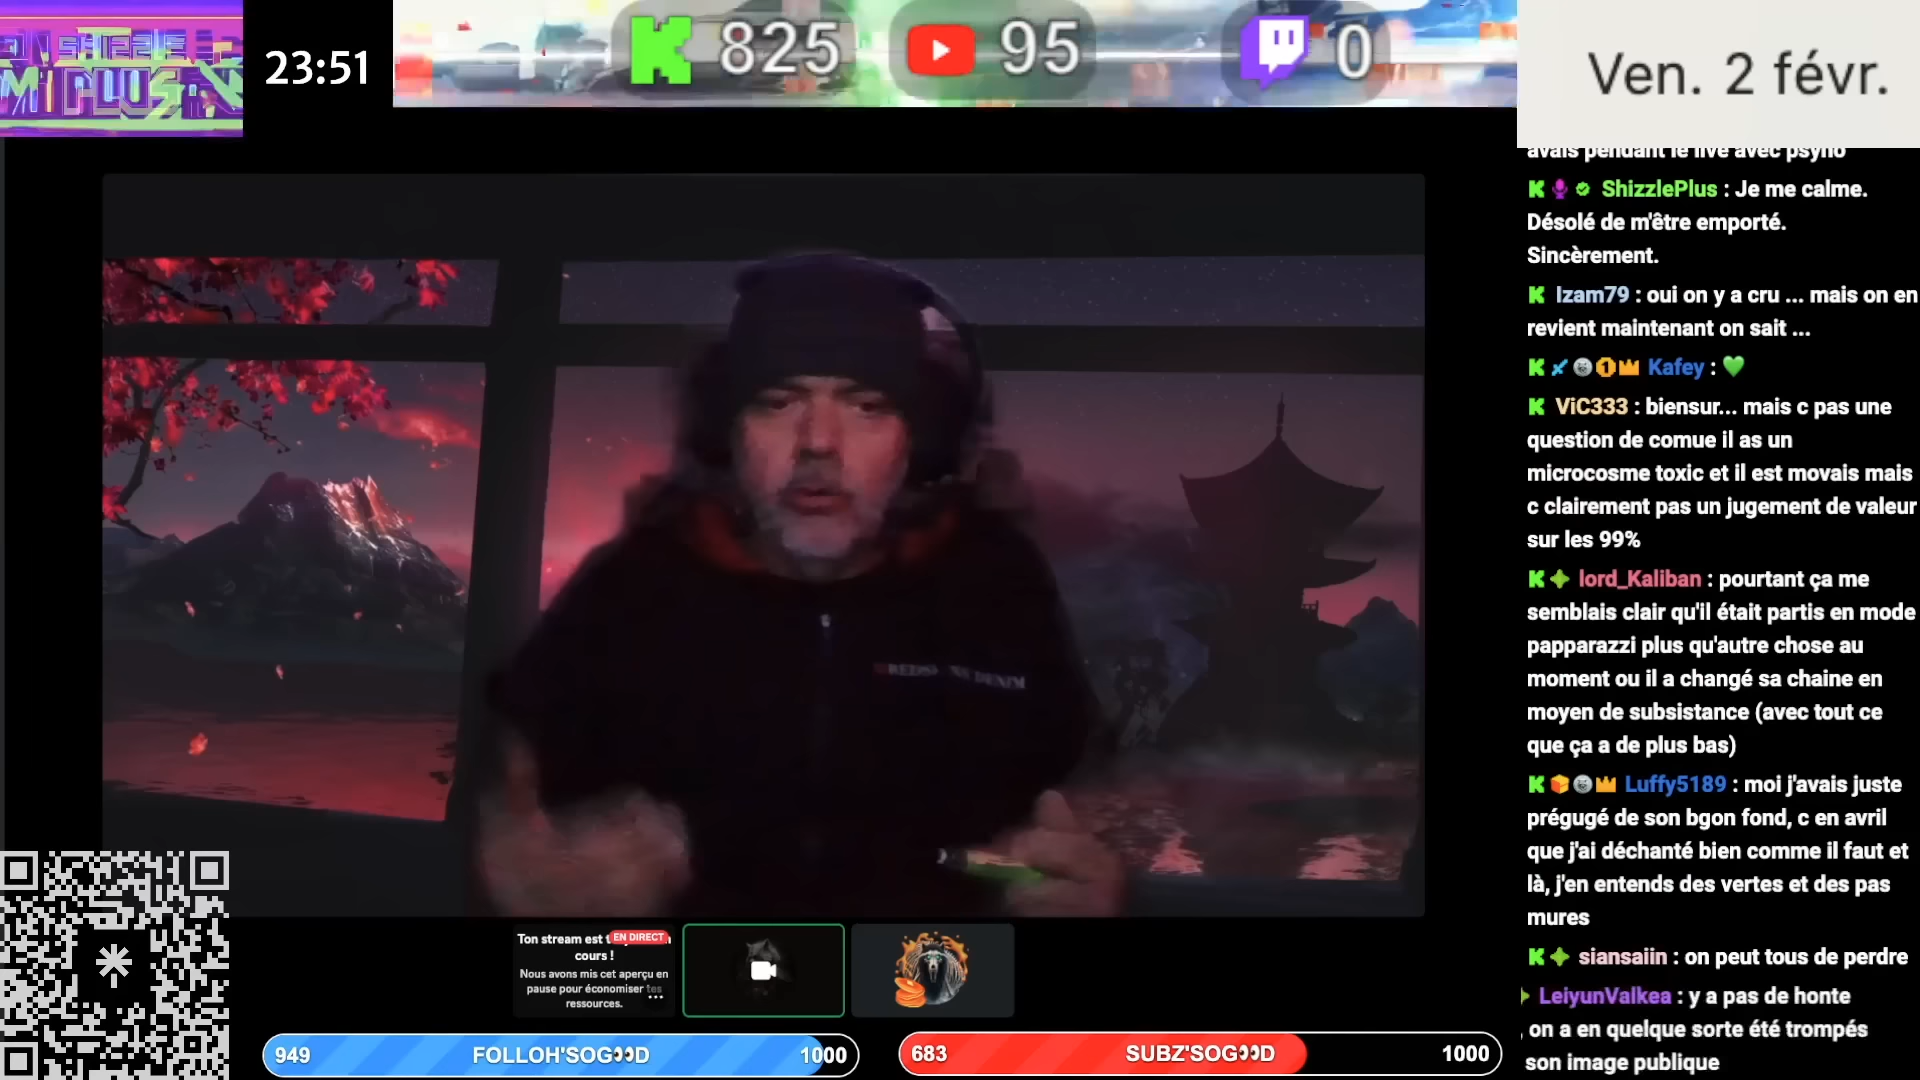 SHIZZLE
PLUS
23:51
825
95
0
Ven. 2 févr.
avais pendant le live avec psyho
ShizzlePlus : Je me calme.
Désolé de m'être emporté.
Sincèrement.
Izam79 : oui on y a cru ... mais on en
revient maintenant on sait ...
Kafey : 💚
ViC333 : biensur... mais c pas une
question de comue il as un
microcosme toxic et il est movais mais
c clairement pas un jugement de valeur
sur les 99%
lord_Kaliban : pourtant ça me
semblais clair qu'il était partis en mode
papparazzi plus qu'autre chose au
moment ou il a changé sa chaine en
moyen de subsistance (avec tout ce
que ça a de plus bas)
Luffy5189 : moi j'avais juste
prégugé de son bgon fond, c en avril
que j'ai déchanté bien comme il faut et
là, j'en entends des vertes et des pas
mures
siansaiin : on peut tous de perdre
LeiyunValkea : y a pas de honte
, on a en quelque sorte été trompés
son image publique
DENIM
Ton stream est
EN DIRECT
cours !
Nous avons mis cet aperçu en
pause pour économiser tes
ressources.
949 FOLLOH'SOG👀D 1000
683 SUBZ'SOG👀D 1000